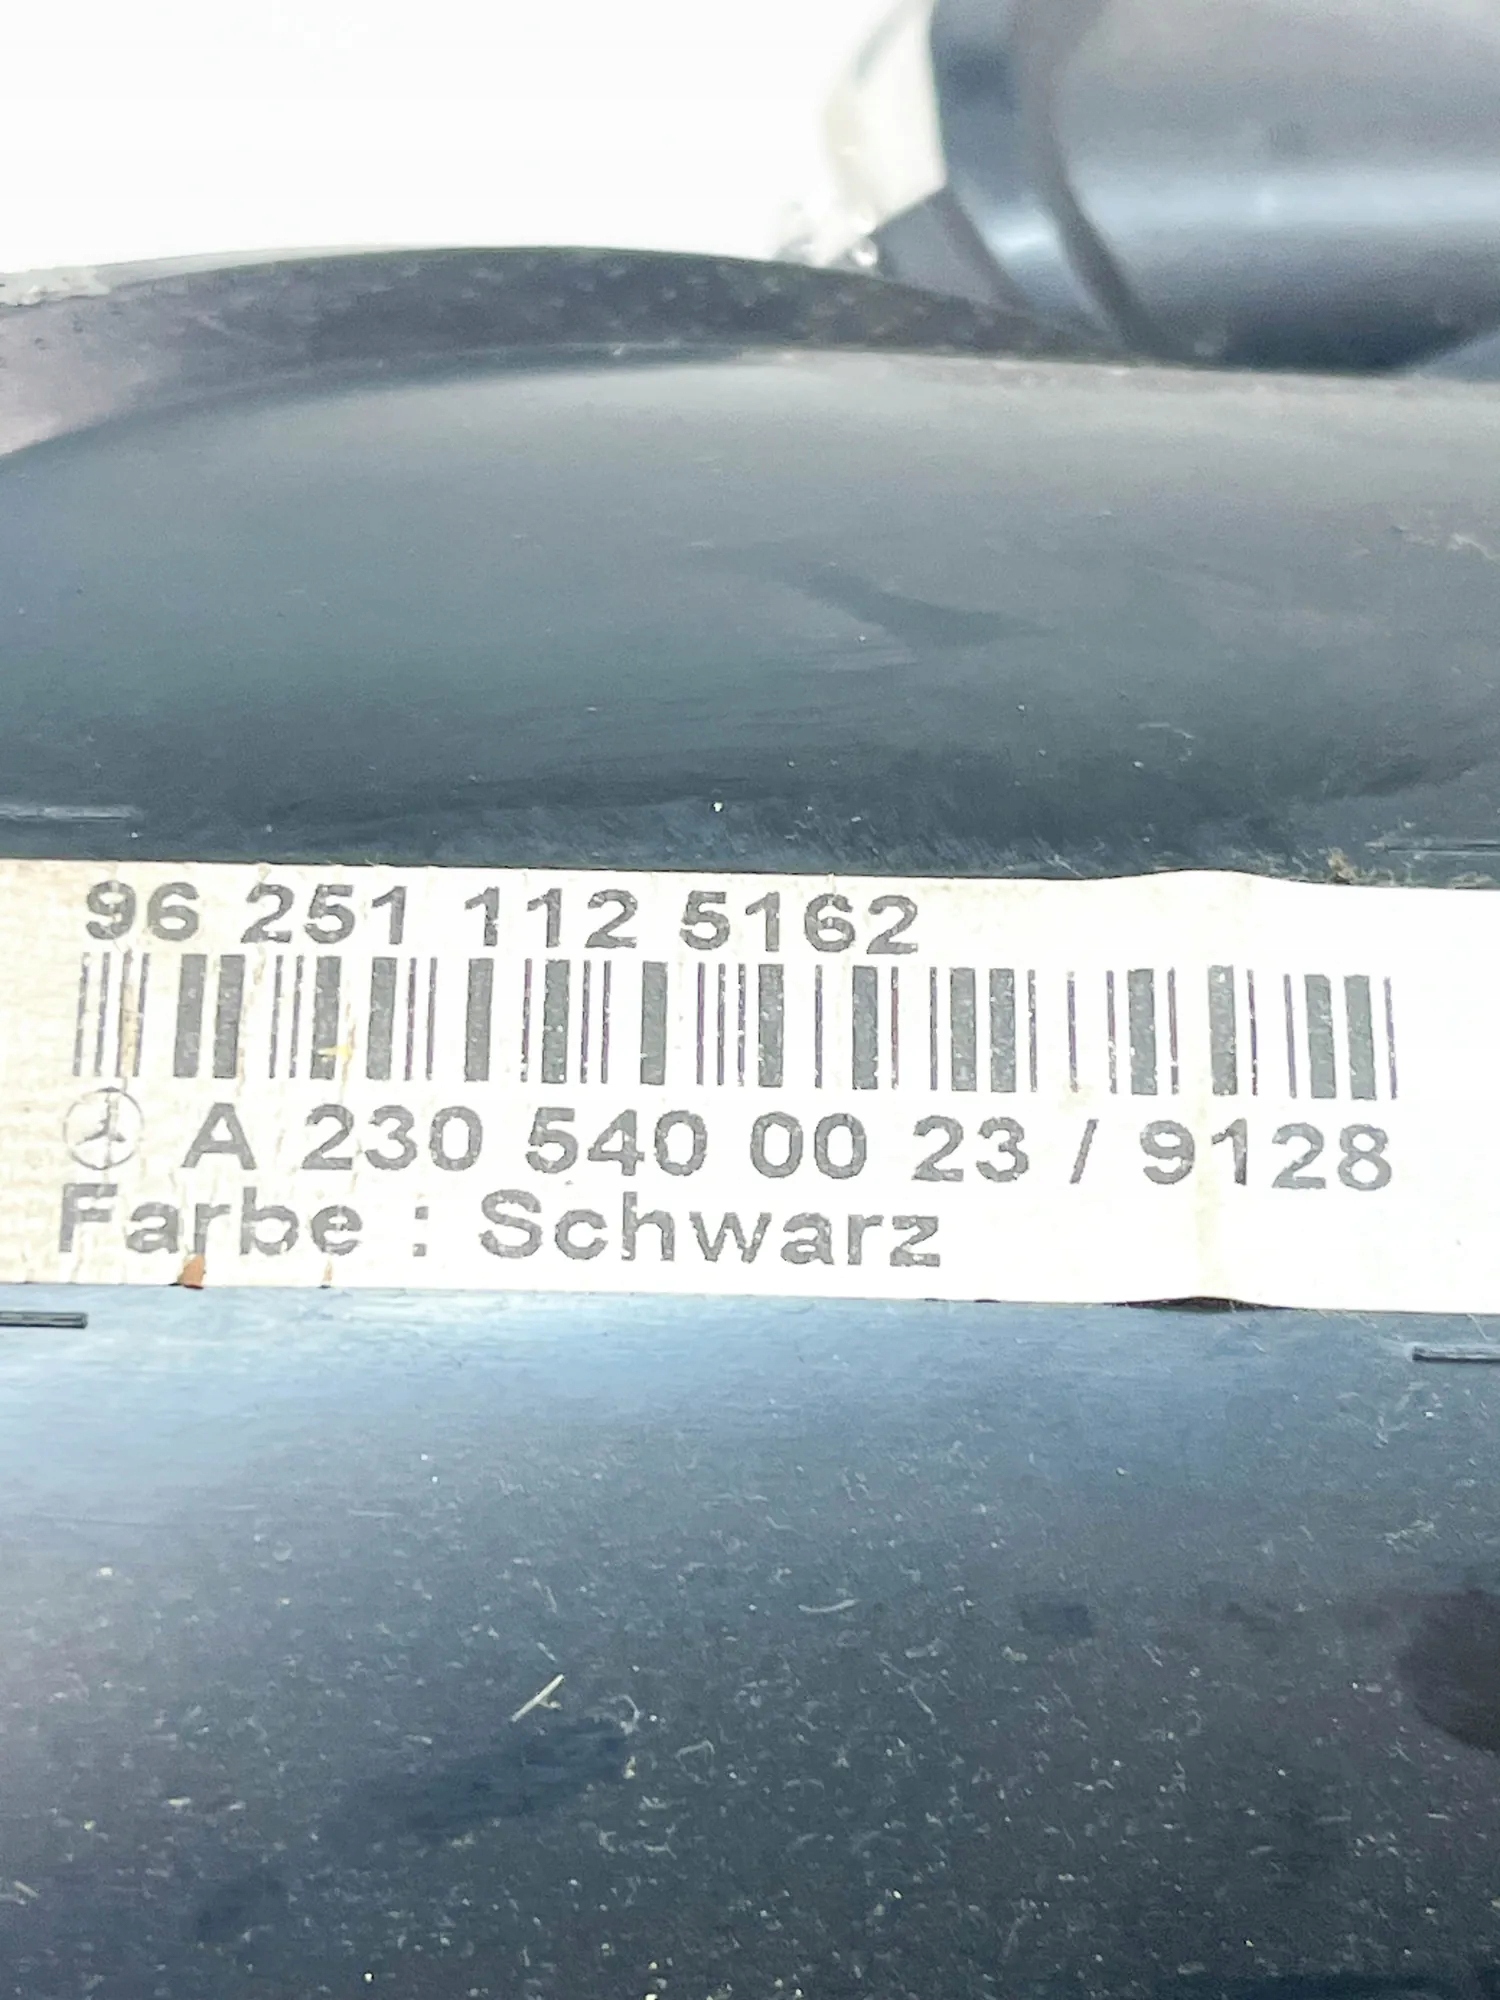 96 251 112 5162
A 230 540 00 23 / 9128
Farbe : Schwarz